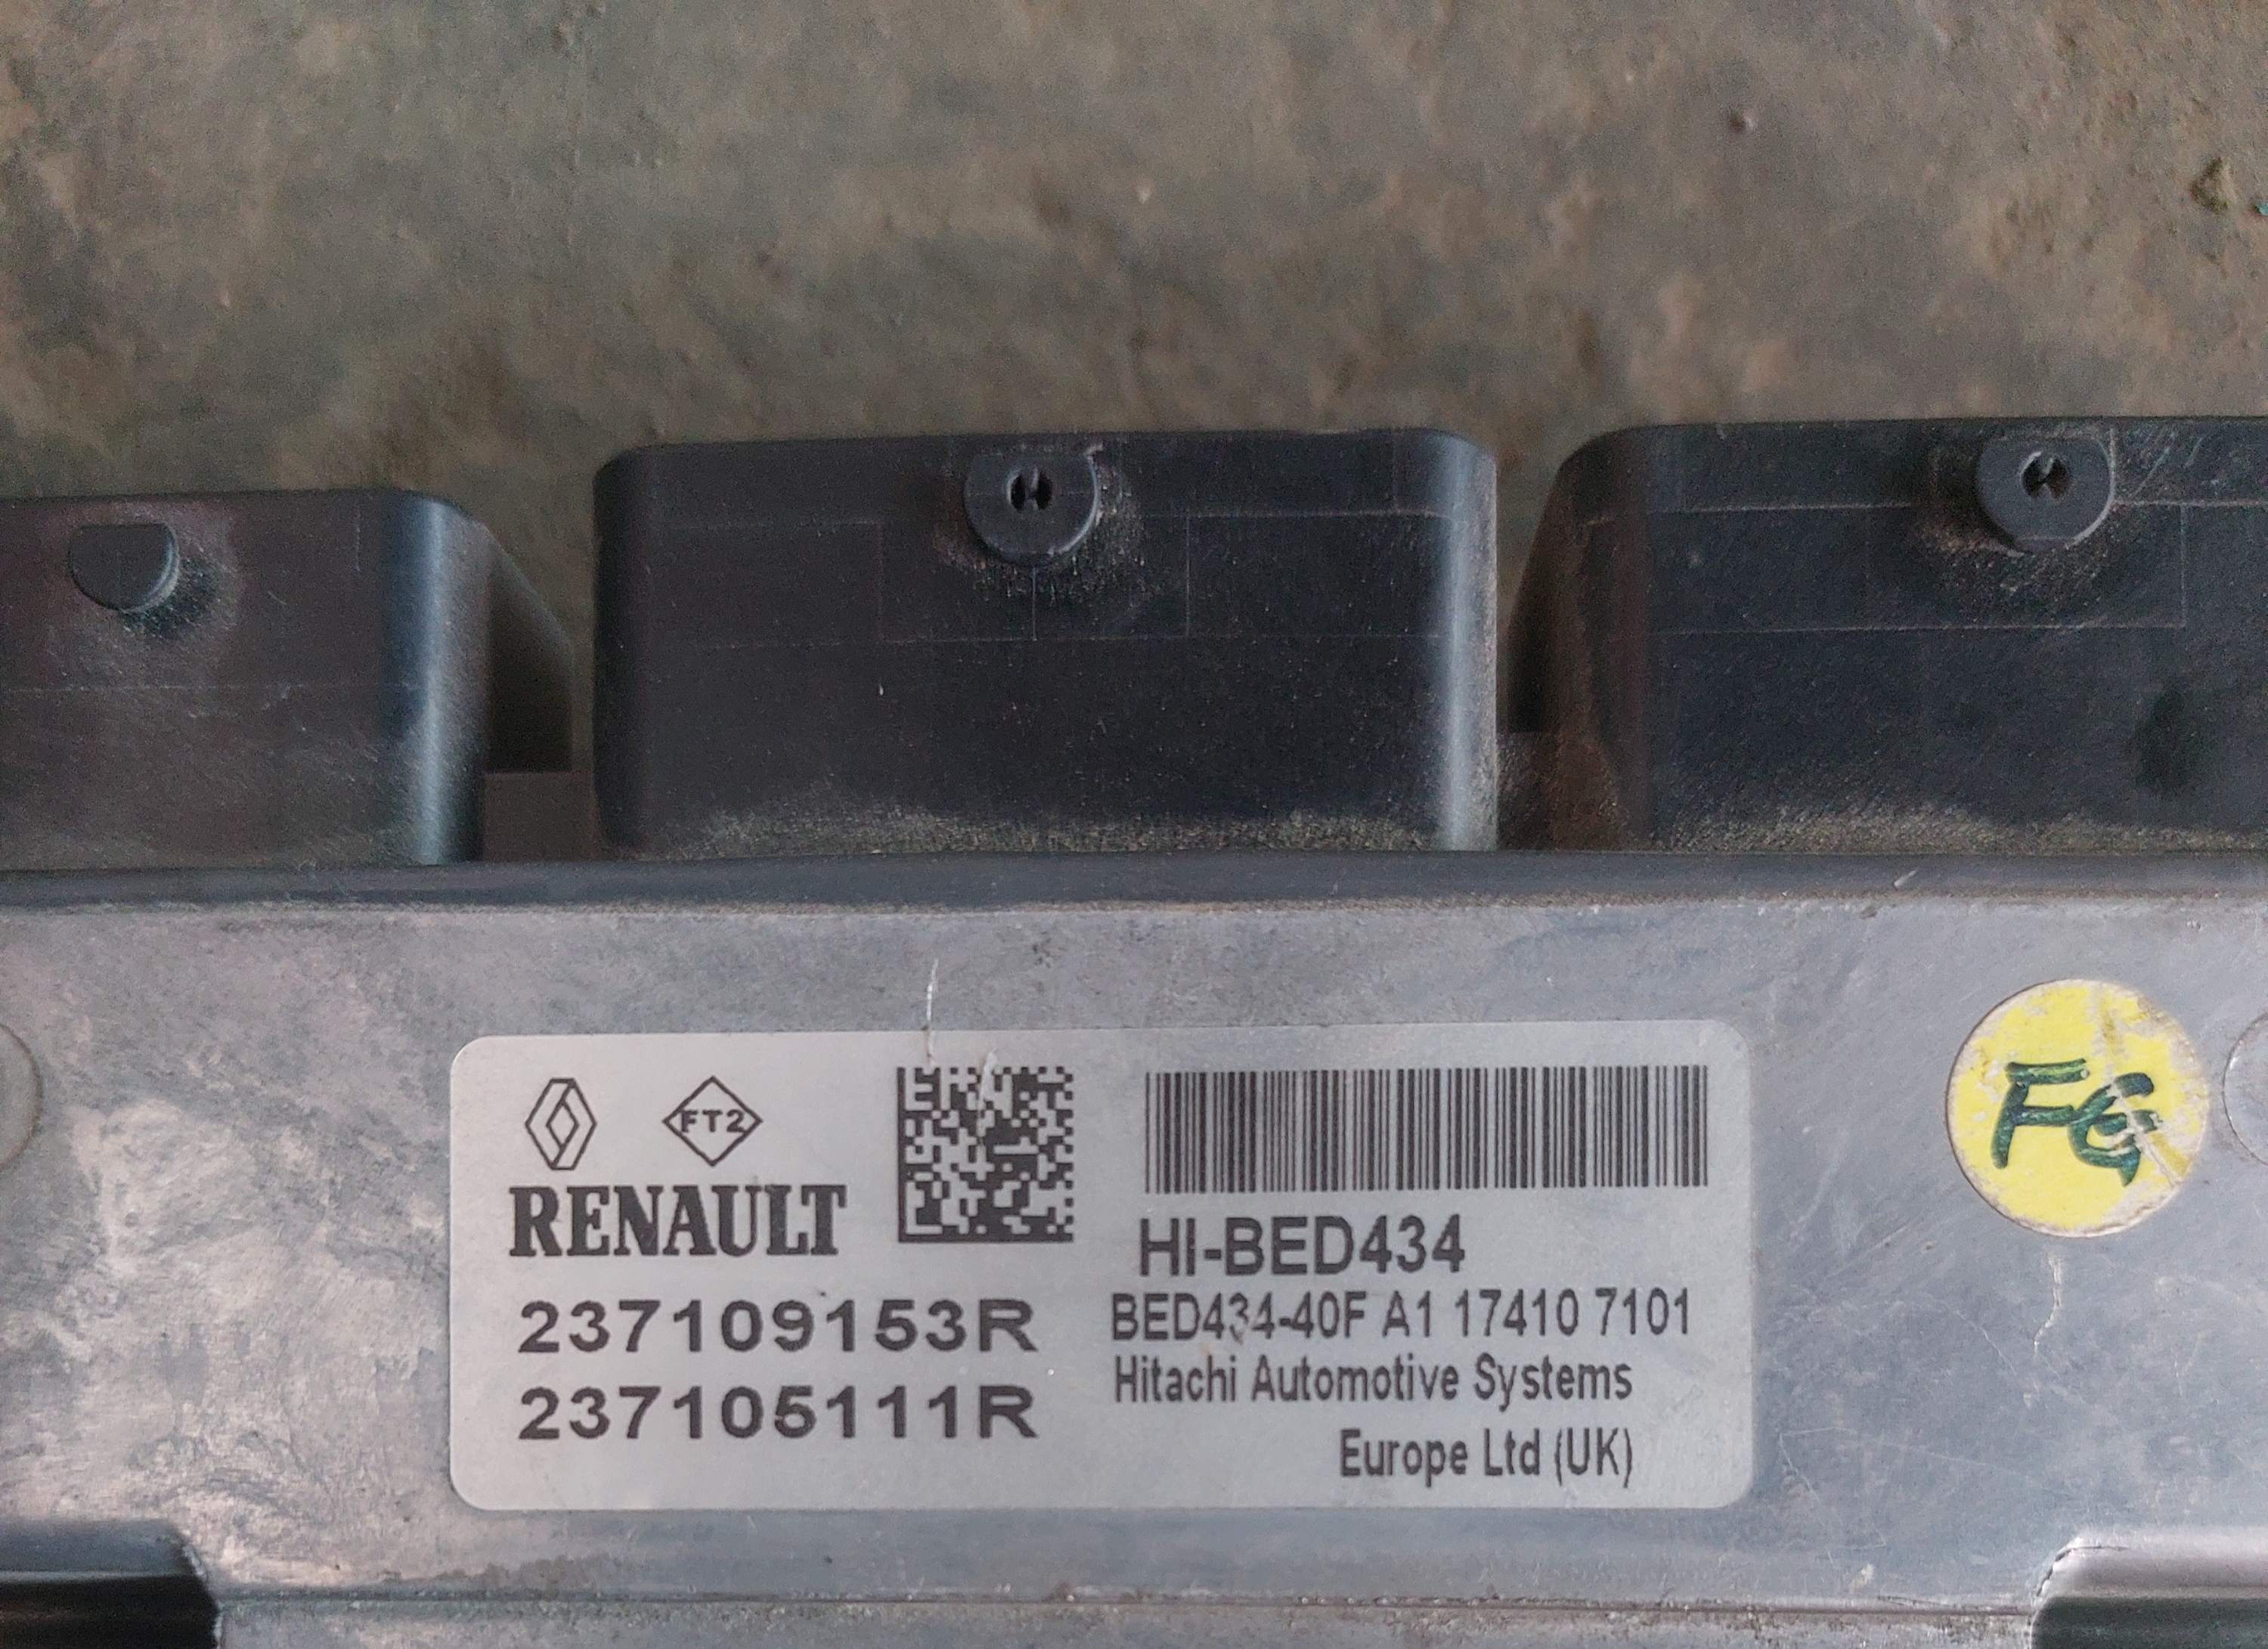 FT2
RENAULT
237109153R
237105111R
HI-BED434
BED434-40F A1 17410 7101
Hitachi Automotive Systems
Europe Ltd (UK)
FG